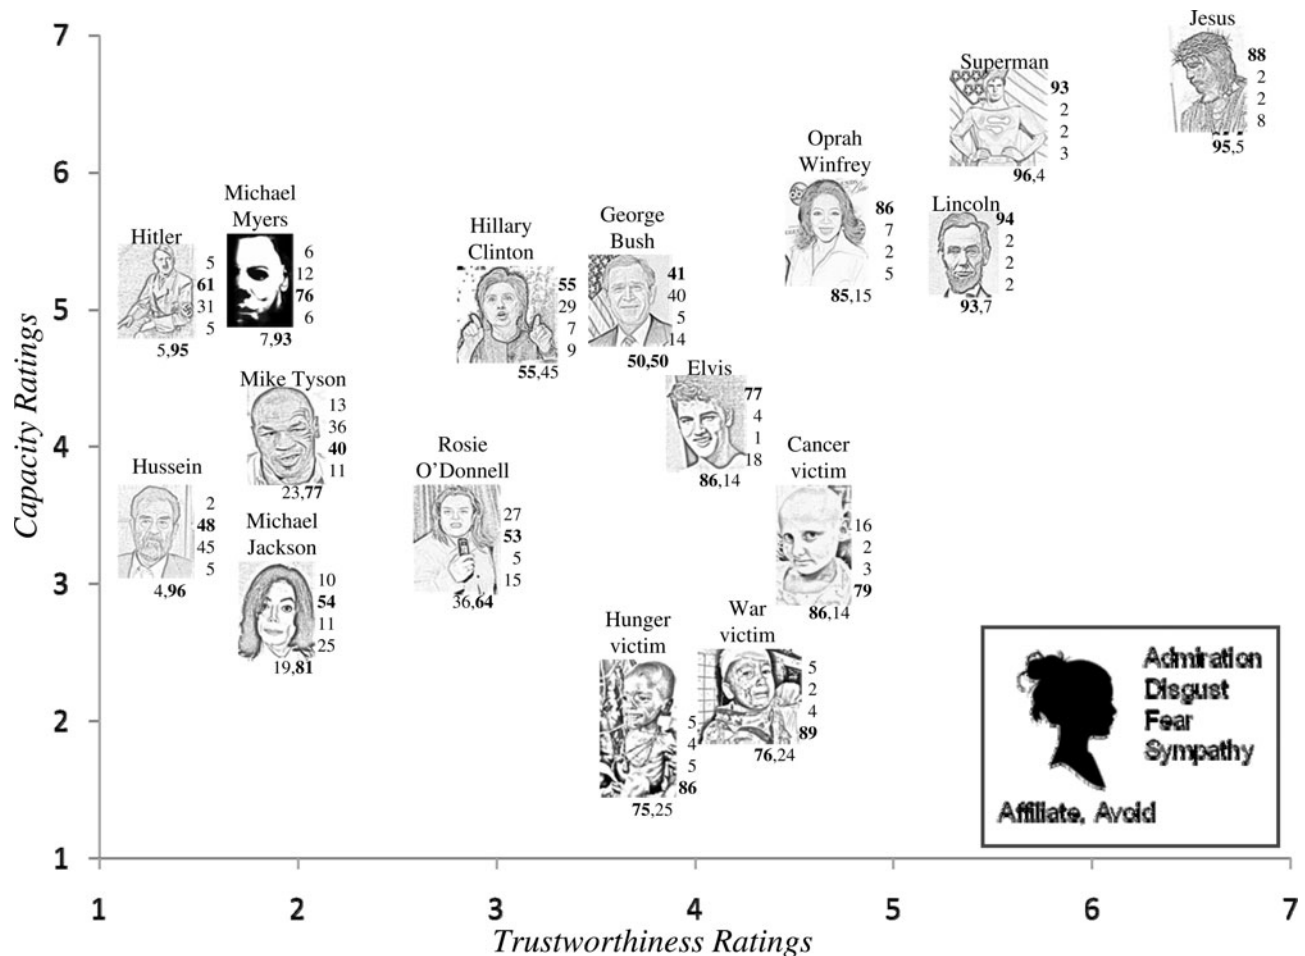 7
6
5
4
3
2
1
Capacity Ratings
1 2 3 4 5 6 7
Trustworthiness Ratings
Jesus
88
2
2
8
95,5
Superman
93
2
2
3
96,4
Oprah
Winfrey
86
7
2
5
85,15
Lincoln
94
2
2
2
93,7
Michael
Myers
6
12
76
6
7,93
Hitler
5
61
31
5
5,95
Hillary
Clinton
55
29
7
9
55,45
George
Bush
41
40
5
14
50,50
Mike Tyson
13
36
40
11
23,77
Elvis
77
4
1
18
86,14
Hussein
2
48
45
5
4,96
Rosie
O'Donnell
27
53
5
15
36,64
Cancer
victim
16
2
3
79
86,14
Michael
Jackson
10
54
11
25
19,81
Hunger
victim
5
4
5
86
75,25
War
victim
5
2
4
89
76,24
Admiration
Disgust
Fear
Sympathy
Affiliate, Avoid